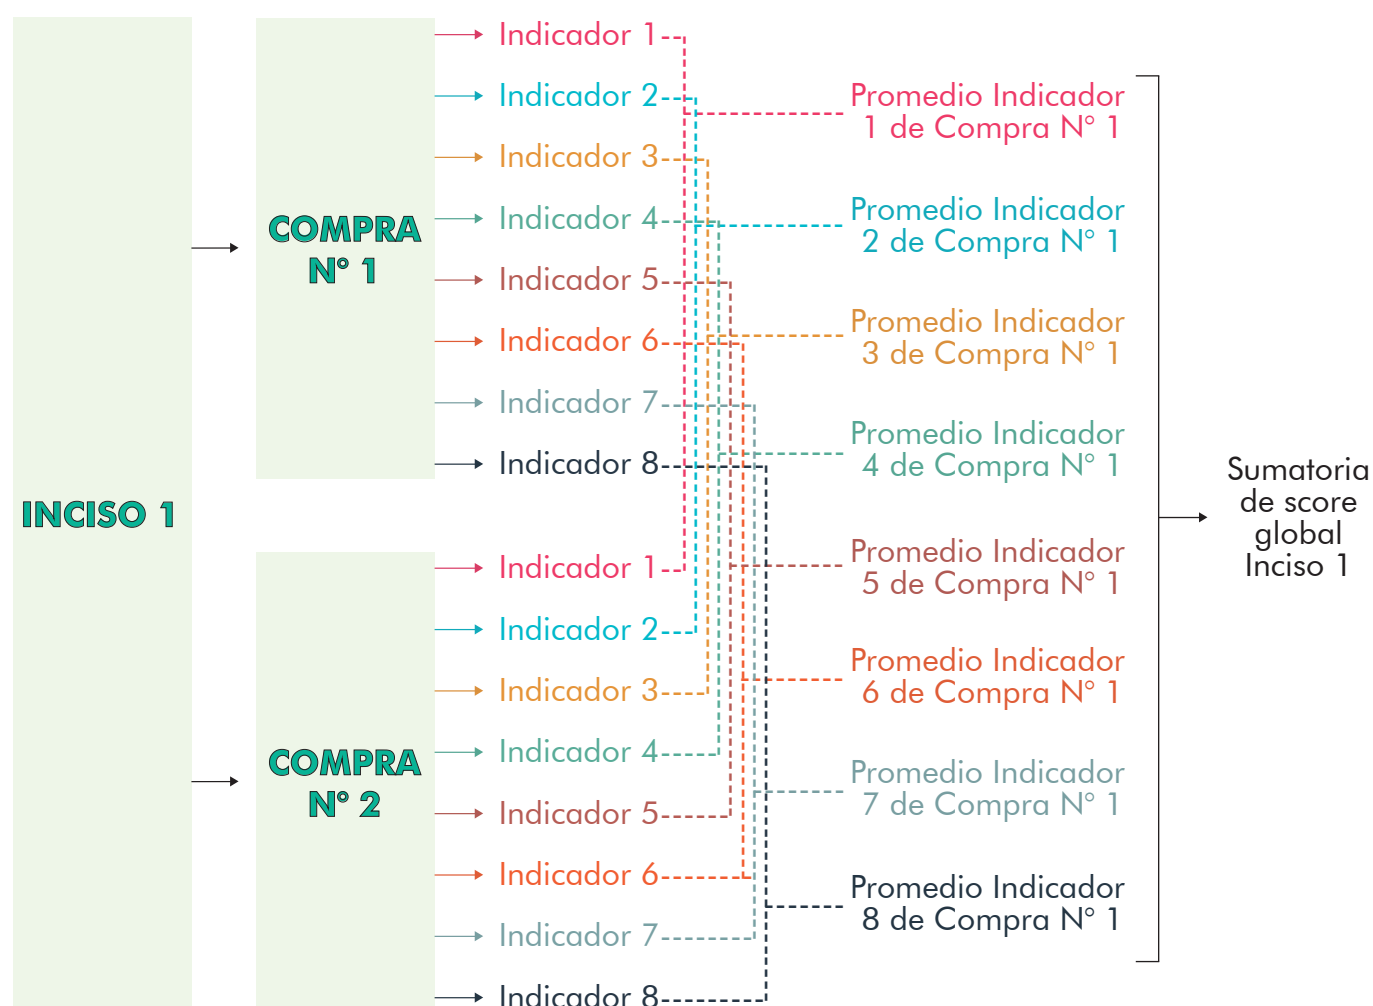 INCISO 1
COMPRA
N° 1
Indicador 1
Indicador 2
Indicador 3
Indicador 4
Indicador 5
Indicador 6
Indicador 7
Indicador 8
COMPRA
N° 2
Indicador 1
Indicador 2
Indicador 3
Indicador 4
Indicador 5
Indicador 6
Indicador 7
Indicador 8
Promedio Indicador
1 de Compra N° 1
Promedio Indicador
2 de Compra N° 1
Promedio Indicador
3 de Compra N° 1
Promedio Indicador
4 de Compra N° 1
Promedio Indicador
5 de Compra N° 1
Promedio Indicador
6 de Compra N° 1
Promedio Indicador
7 de Compra N° 1
Promedio Indicador
8 de Compra N° 1
Sumatoria
de score
global
Inciso 1